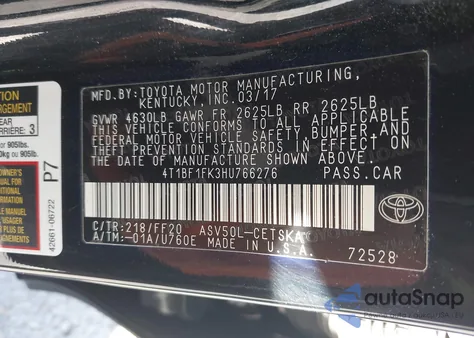 MFD. BY: TOYOTA MOTOR MANUFACTURING,
KENTUCKY, INC. 03/17
GVWR 4630LB GAWR FR 2625LB RR 2625LB
THIS VEHICLE CONFORMS TO ALL APPLICABLE
FEDERAL MOTOR VEHICLE SAFETY, BUMPER, AND
THEFT PREVENTION STANDARDS IN EFFECT ON
THE DATE OF MANUFACTURE SHOWN ABOVE.
4T1BF1FK3HU766276 PASS.CAR
C/TR:218/FF20 ASV50L-CETSKA
A/TM:-01A/U760E MADE IN U.S.A.
72528
TOYOTA
3
P7
42661-06722
autoSnap